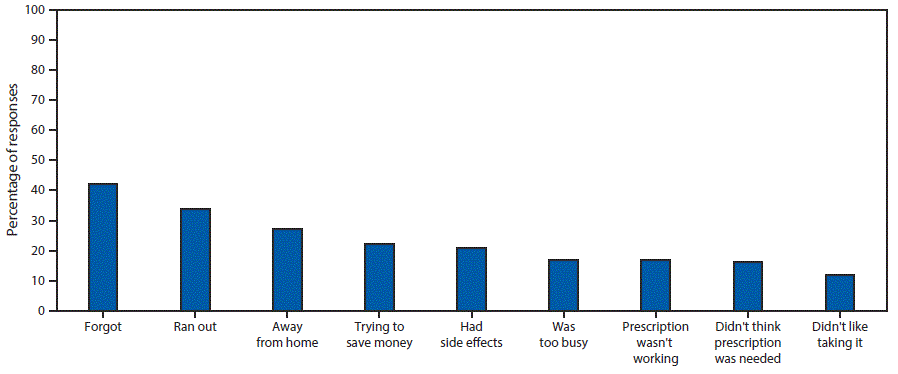 100
90
80
70
60
50
40
30
20
10
0
Percentage of responses
Forgot
Ran out
Away
from home
Trying to
save money
Had
side effects
Was
too busy
Prescription
wasn't
working
Didn't think
prescription
was needed
Didn't like
taking it